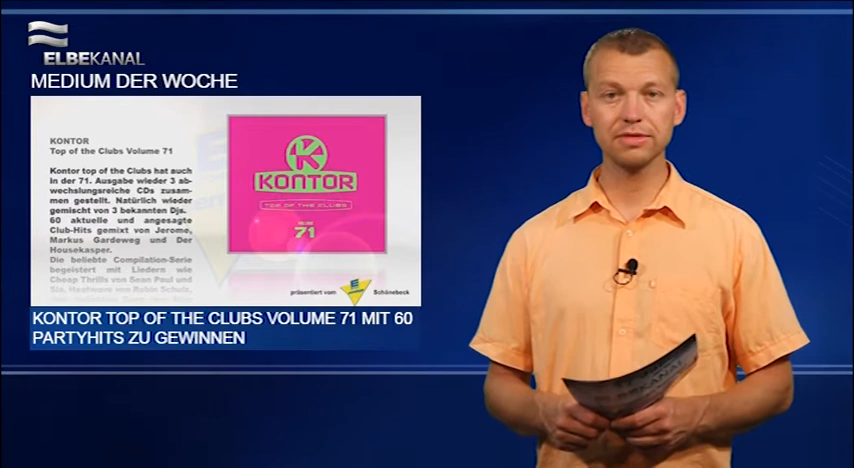 ELBEKANAL
MEDIUM DER WOCHE
KONTOR
Top of the Clubs Volume 71
Kontor top of the Clubs hat auch
in der 71. Ausgabe wieder 3 ab-
wechslungsreiche CDs zusam-
men gestellt. Natürlich wieder
gemischt von 3 bekannten Djs.
60 aktuelle und angesagte
Club-Hits gemixt von Jerome,
Markus Gardeweg und Der
Housekasper.
Die beliebte Compilation-Serie
begeistert mit Liedern wie
Cheap Thrills von Sean Paul und
Sia, Heatwave von Robin Schulz,
K
KONTOR
TOP OF THE CLUBS
VOLUME
71
präsentiert vom E Schönebeck
KONTOR TOP OF THE CLUBS VOLUME 71 MIT 60
PARTYHITS ZU GEWINNEN
ELBEKANAL